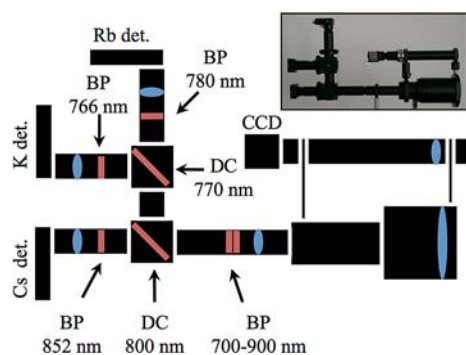 Rb det.
BP
780 nm
BP
766 nm
K det.
CCD
DC
770 nm
Cs det.
BP
852 nm
DC
800 nm
BP
700-900 nm